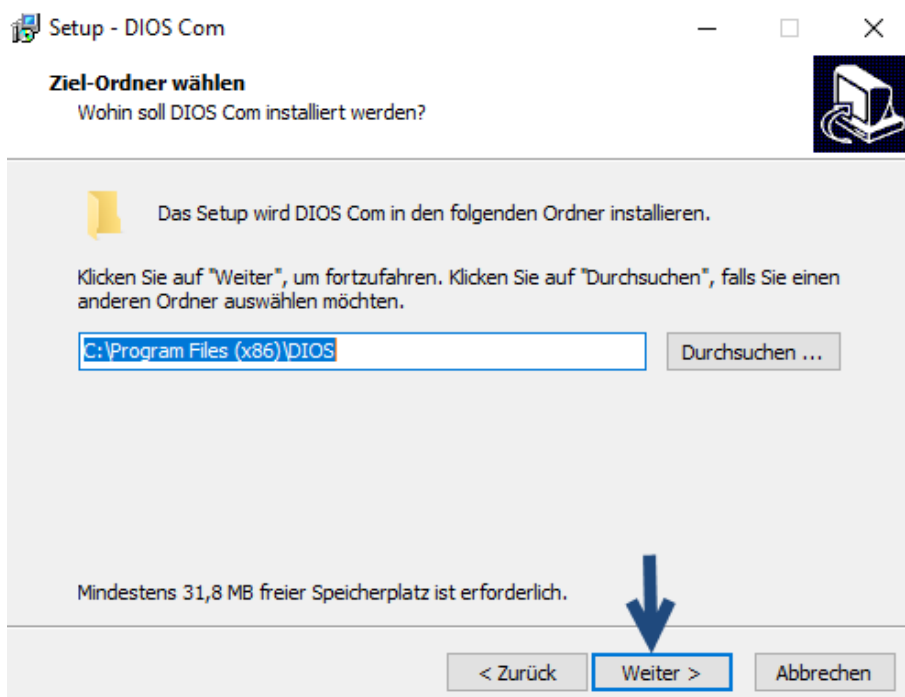 Setup - DIOS Com
Ziel-Ordner wählen
Wohin soll DIOS Com installiert werden?
Das Setup wird DIOS Com in den folgenden Ordner installieren.
Klicken Sie auf "Weiter", um fortzufahren. Klicken Sie auf "Durchsuchen", falls Sie einen
anderen Ordner auswählen möchten.
C:\Program Files (x86)\DIOS
Durchsuchen ...
Mindestens 31,8 MB freier Speicherplatz ist erforderlich.
< Zurück
Weiter >
Abbrechen